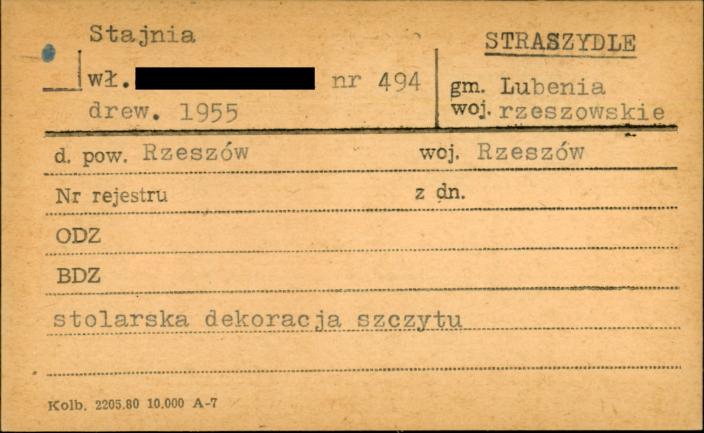 Stajnia
STRASZYDLE
wł. nr 494
gm. Lubenia
drew. 1955
woj. rzeszowskie
d. pow. Rzeszów woj. Rzeszów
Nr rejestru z dn.
ODZ
BDZ
stolarska dekoracja szczytu
Kolb. 2205.80 10.000 A-7